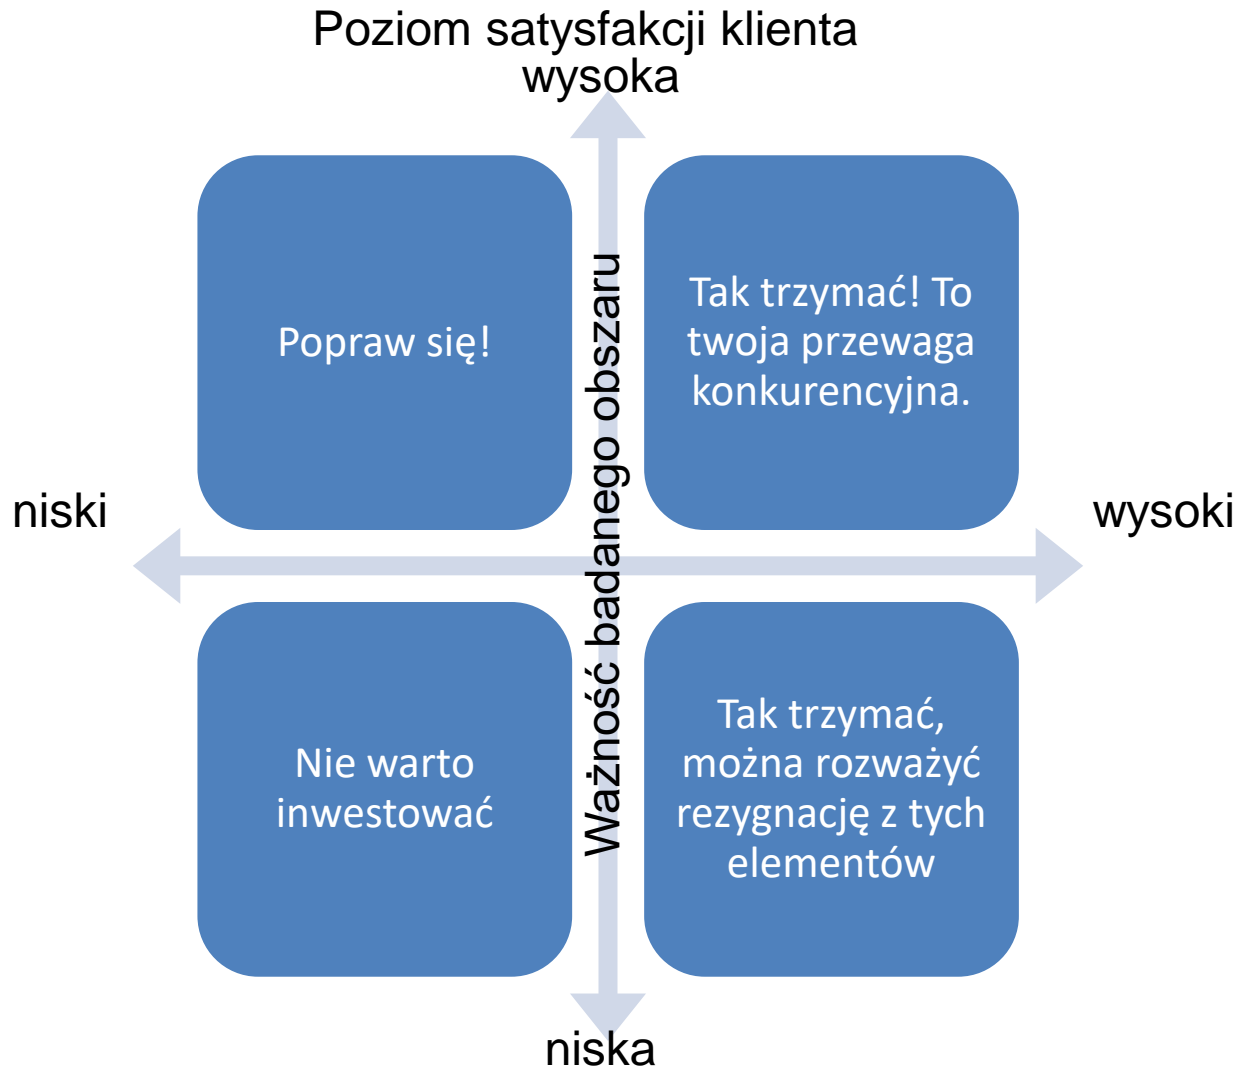 Poziom satysfakcji klienta
wysoka
Popraw się!
Tak trzymać! To
twoja przewaga
konkurencyjna.
Ważność badanego obszaru
niski
wysoki
Nie warto
inwestować
Tak trzymać,
można rozważyć
rezygnację z tych
elementów
niska